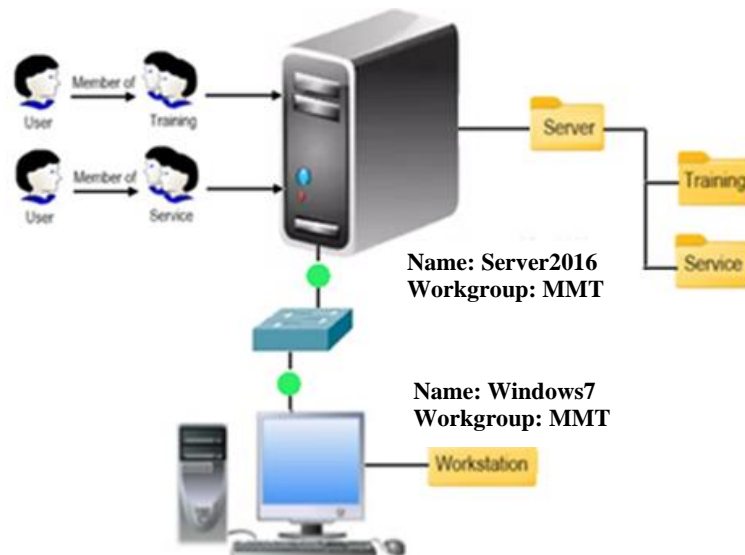 Member of
User
Training
Member of
User
Service
Server
Training
Service
Name: Server2016
Workgroup: MMT
Name: Windows7
Workgroup: MMT
Workstation